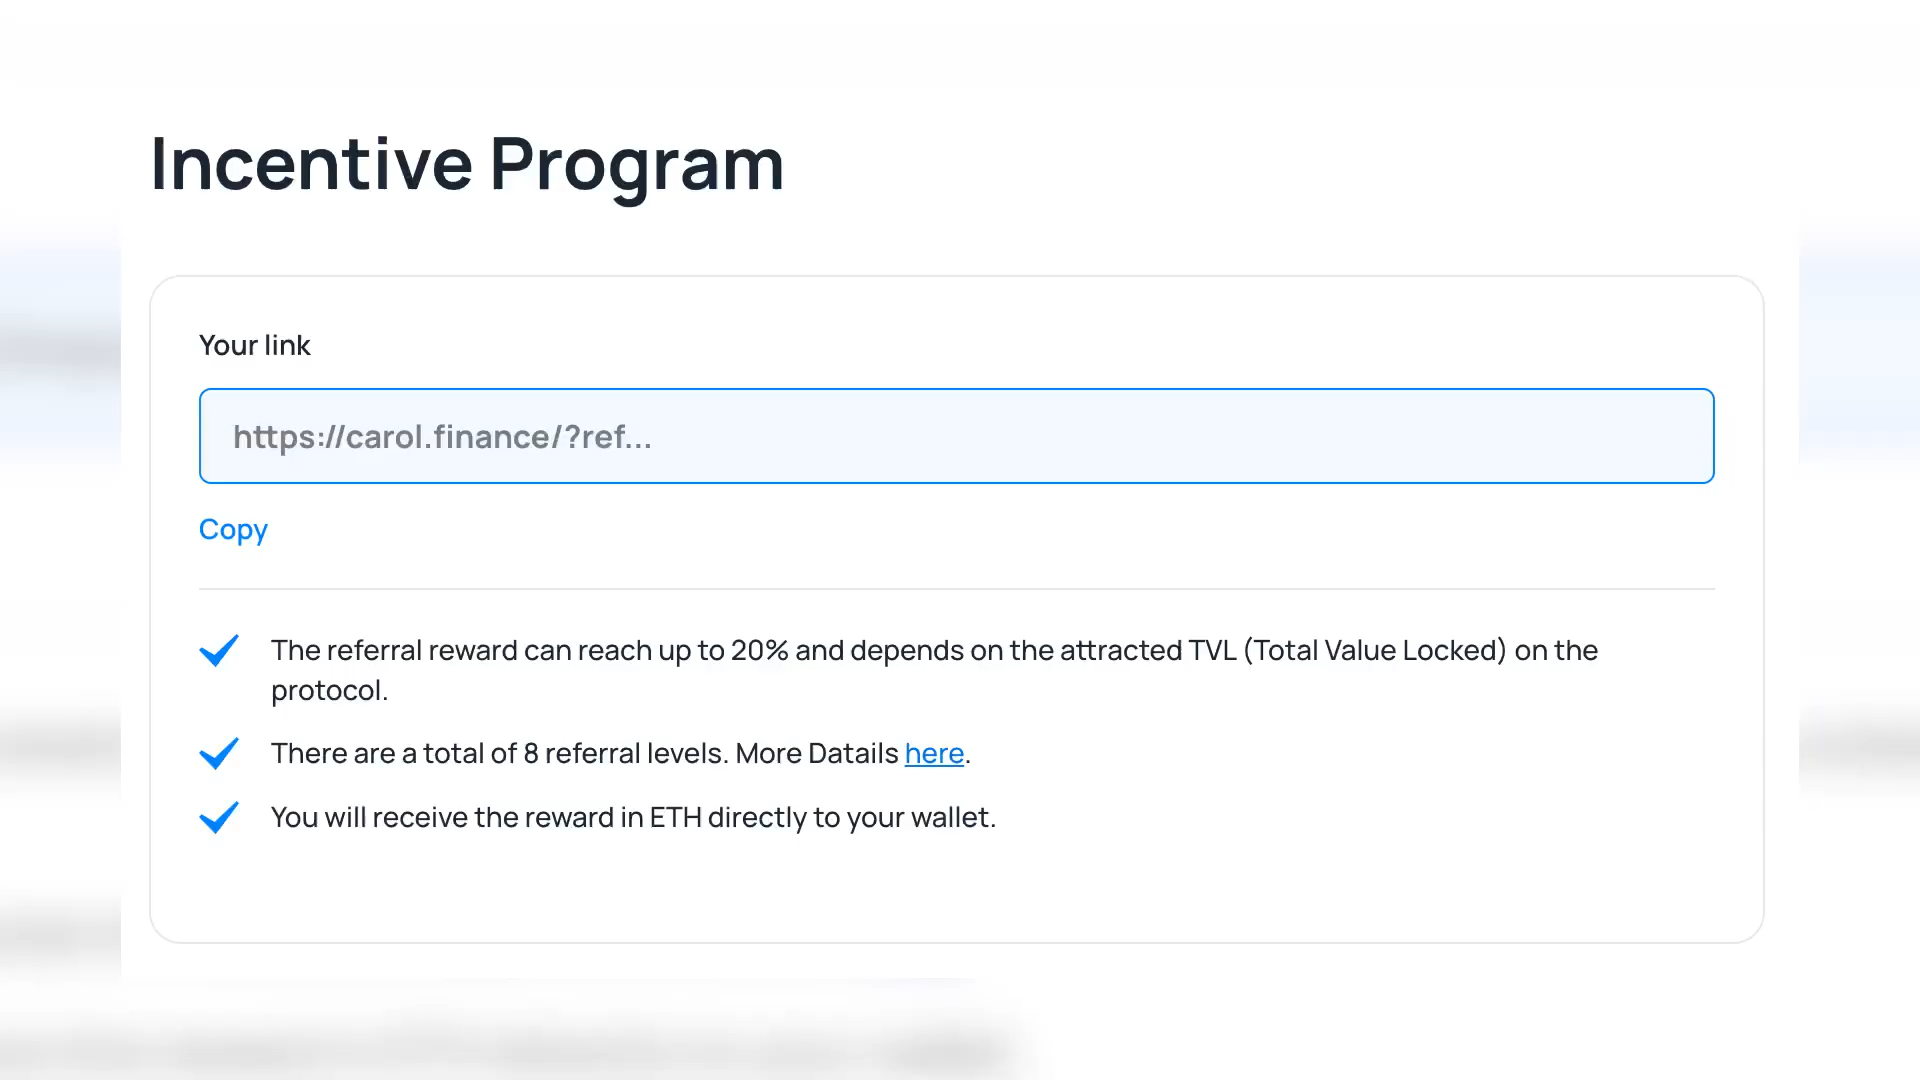 Incentive Program
Your link
https://carol.finance/?ref...
Copy
The referral reward can reach up to 20% and depends on the attracted TVL (Total Value Locked) on the
protocol.
There are a total of 8 referral levels. More Datails here.
You will receive the reward in ETH directly to your wallet.